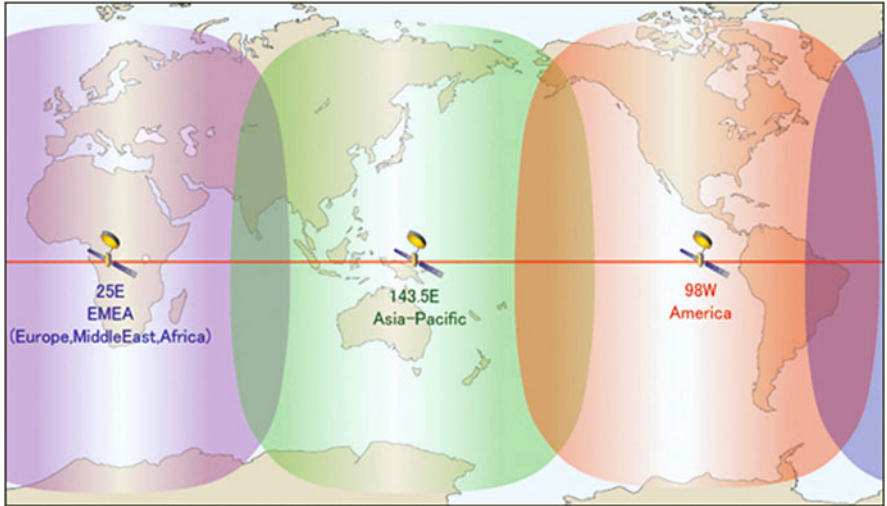 25E
EMEA
(Europe,MiddleEast,Africa)
143.5E
Asia-Pacific
98W
America